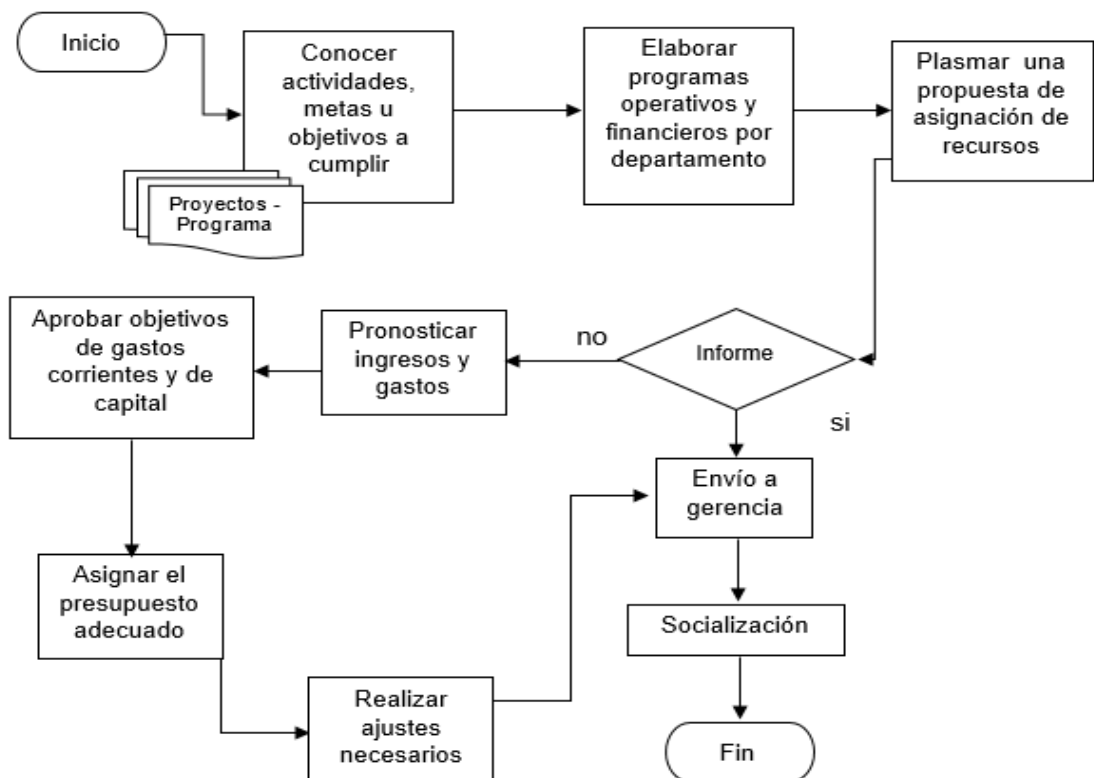 Inicio
Conocer
actividades,
metas u
objetivos a
cumplir
Proyectos -
Programa
Elaborar
programas
operativos y
financieros por
departamento
Plasmar una
propuesta de
asignación de
recursos
Informe
no
si
Pronosticar
ingresos y
gastos
Aprobar objetivos
de gastos
corrientes y de
capital
Asignar el
presupuesto
adecuado
Realizar
ajustes
necesarios
Envío a
gerencia
Socialización
Fin